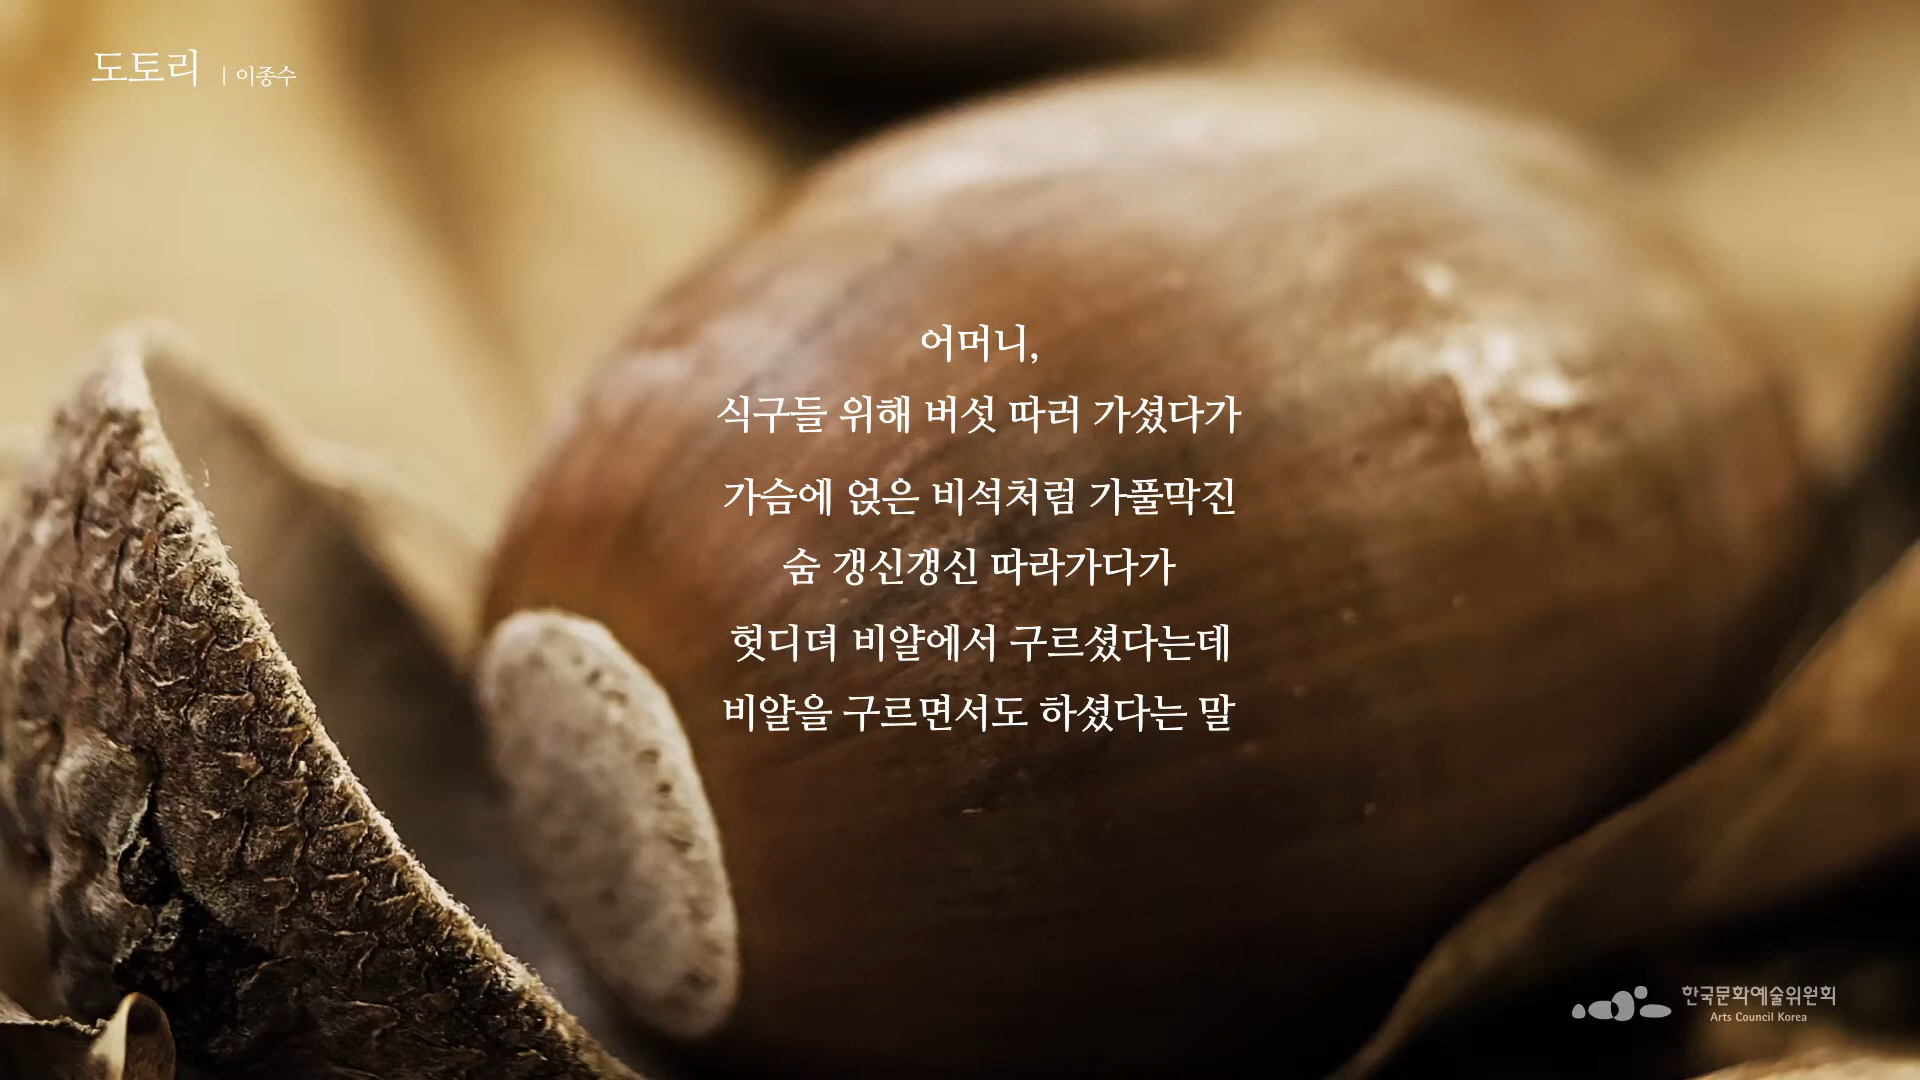 도토리 | 이종수
어머니,
식구들 위해 버섯 따러 가셨다가
가슴에 얹은 비석처럼 가풀막진
숨 갱신갱신 따라가다가
헛디뎌 비얄에서 구르셨다는데
비얄을 구르면서도 하셨다는 말
한국문화예술위원회
Arts Council Korea